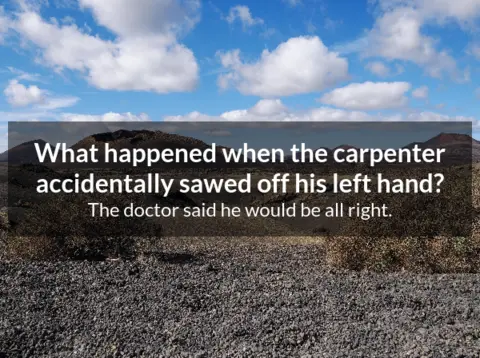 What happened when the carpenter
accidentally sawed off his left hand?
The doctor said he would be all right.